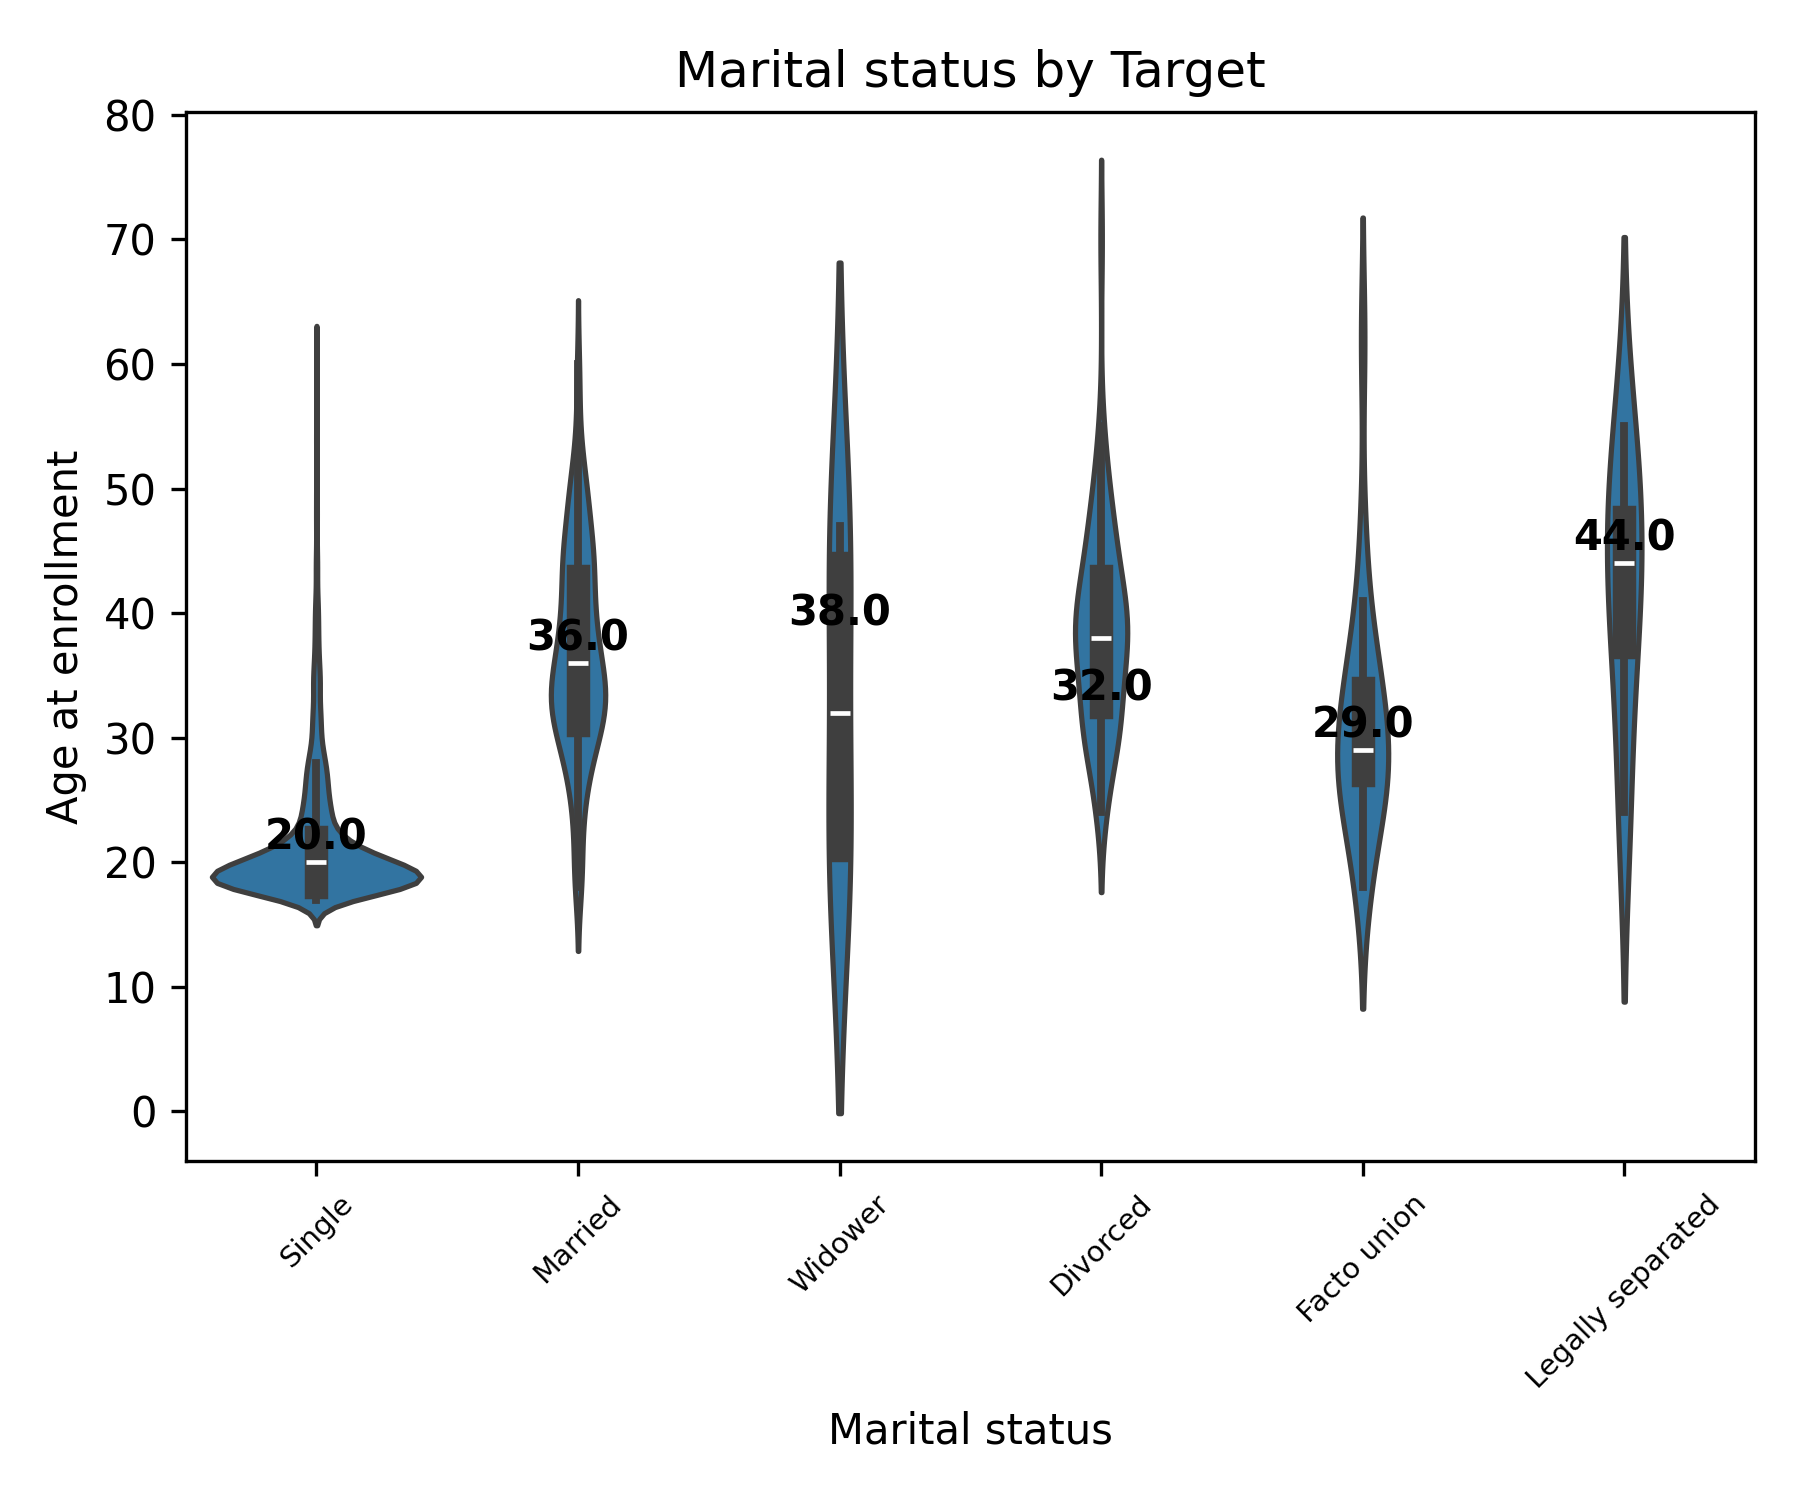 Marital status by Target
80
70
60
50
40
30
20
10
0
Age at enrollment
20.0
36.0
38.0
32.0
29.0
44.0
Single
Married
Widower
Divorced
Facto union
Legally separated
Marital status